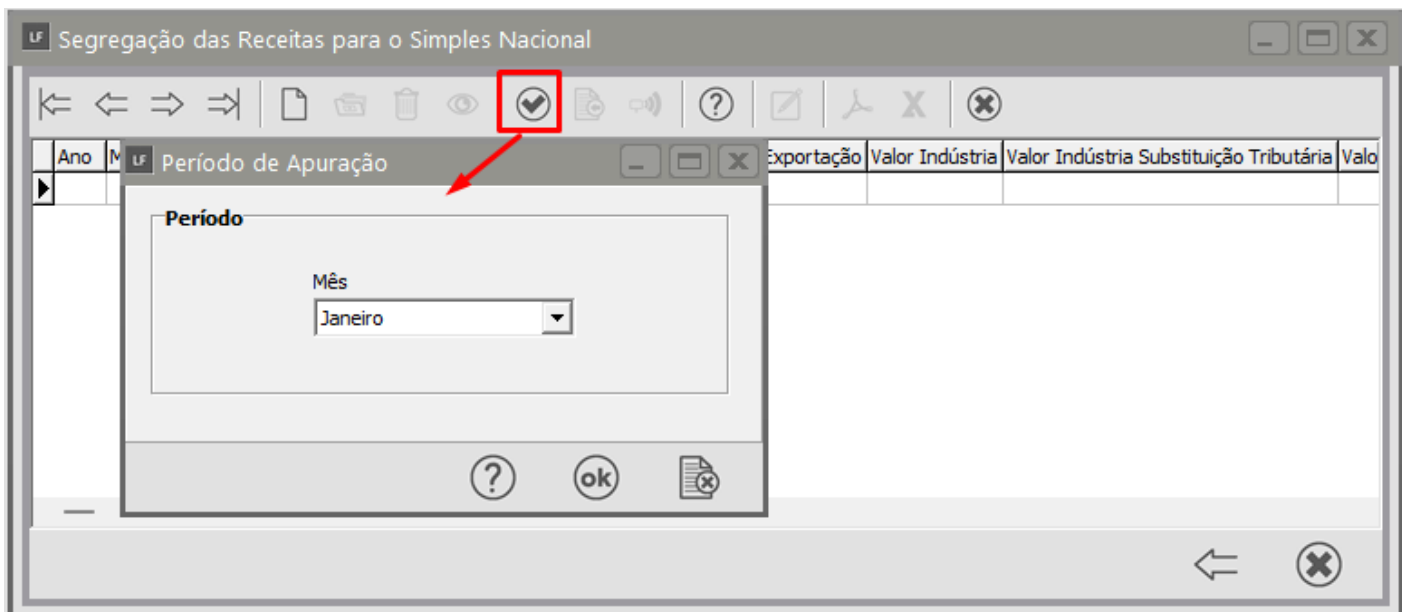 LF Segregação das Receitas para o Simples Nacional
?
Ano
LF Período de Apuração
Exportação Valor Indústria Valor Indústria Substituição Tributária
Período
Mês
Janeiro
? ok